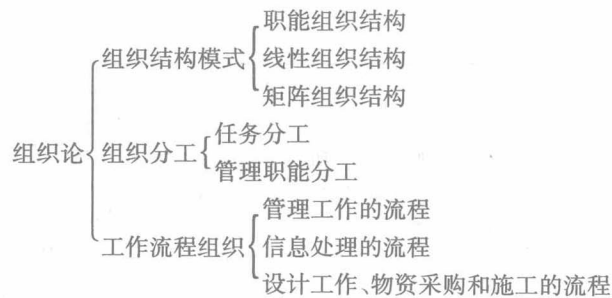 职能组织结构
组织结构模式
线性组织结构
矩阵组织结构
任务分工
组织论
组织分工
管理职能分工
管理工作的流程
工作流程组织
信息处理的流程
设计工作、物资采购和施工的流程